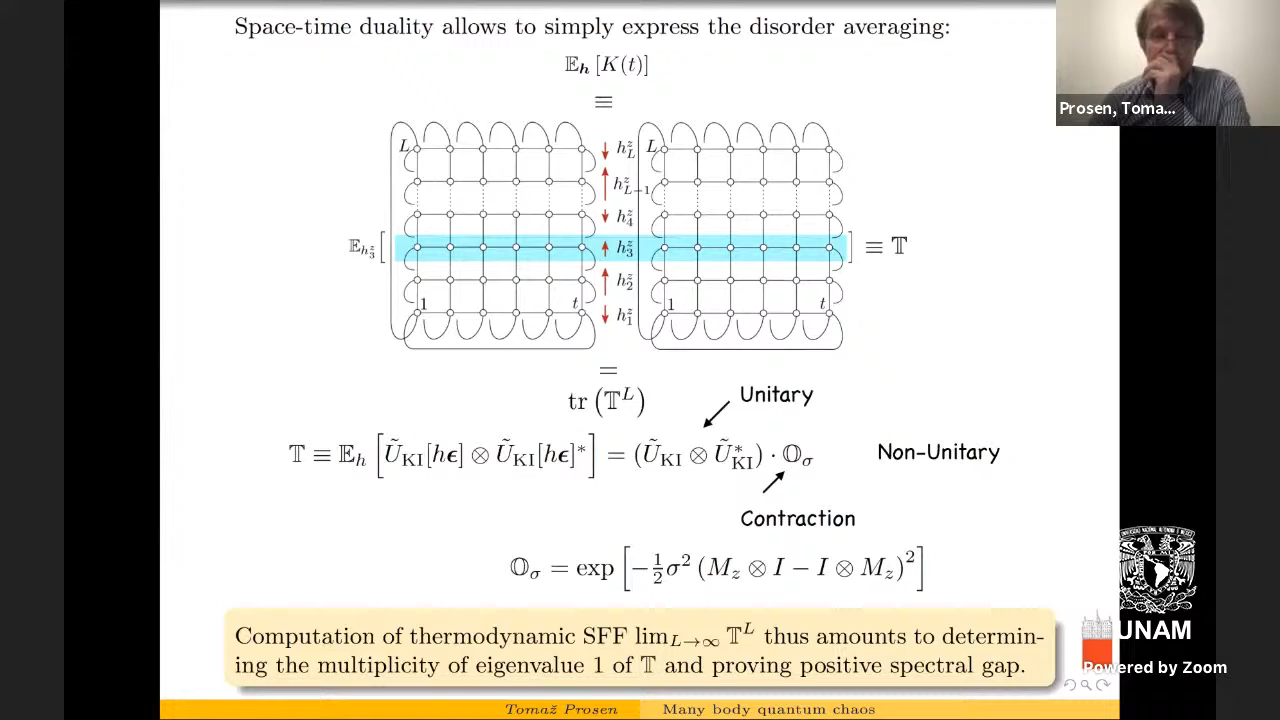 Space-time duality allows to simply express the disorder averaging:
𝔼_𝒉 [K(t)]
≡
L h^z_L L
h^z_{L−1}
h^z_4
𝔼_{h^z_3} [ h^z_3 ] ≡ 𝕋
h^z_2
1 t h^z_1 1 t
=
tr (𝕋^L)
Unitary
𝕋 ≡ 𝔼_h [Ũ_KI[hϵ] ⊗ Ũ_KI[hϵ]*] = (Ũ_KI ⊗ Ũ*_KI) · 𝕆_σ Non-Unitary
Contraction
𝕆_σ = exp [−½σ² (M_z ⊗ I − I ⊗ M_z)²]
Computation of thermodynamic SFF lim_{L→∞} 𝕋^L thus amounts to determin-
ing the multiplicity of eigenvalue 1 of 𝕋 and proving positive spectral gap.
Tomaž Prosen Many body quantum chaos
Prosen, Toma...
UNAM
Powered by Zoom